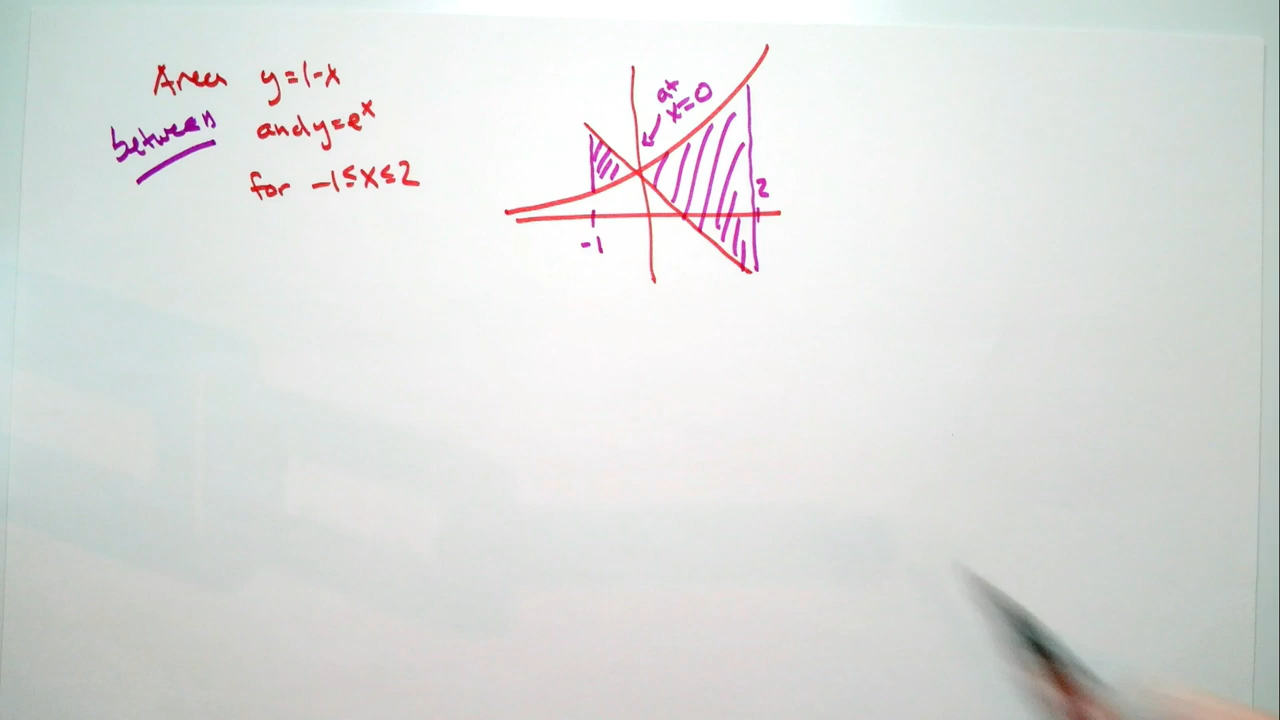 Area y=1-x
between and y=e^x
for -1≤x≤2
at
x=0
2
-1